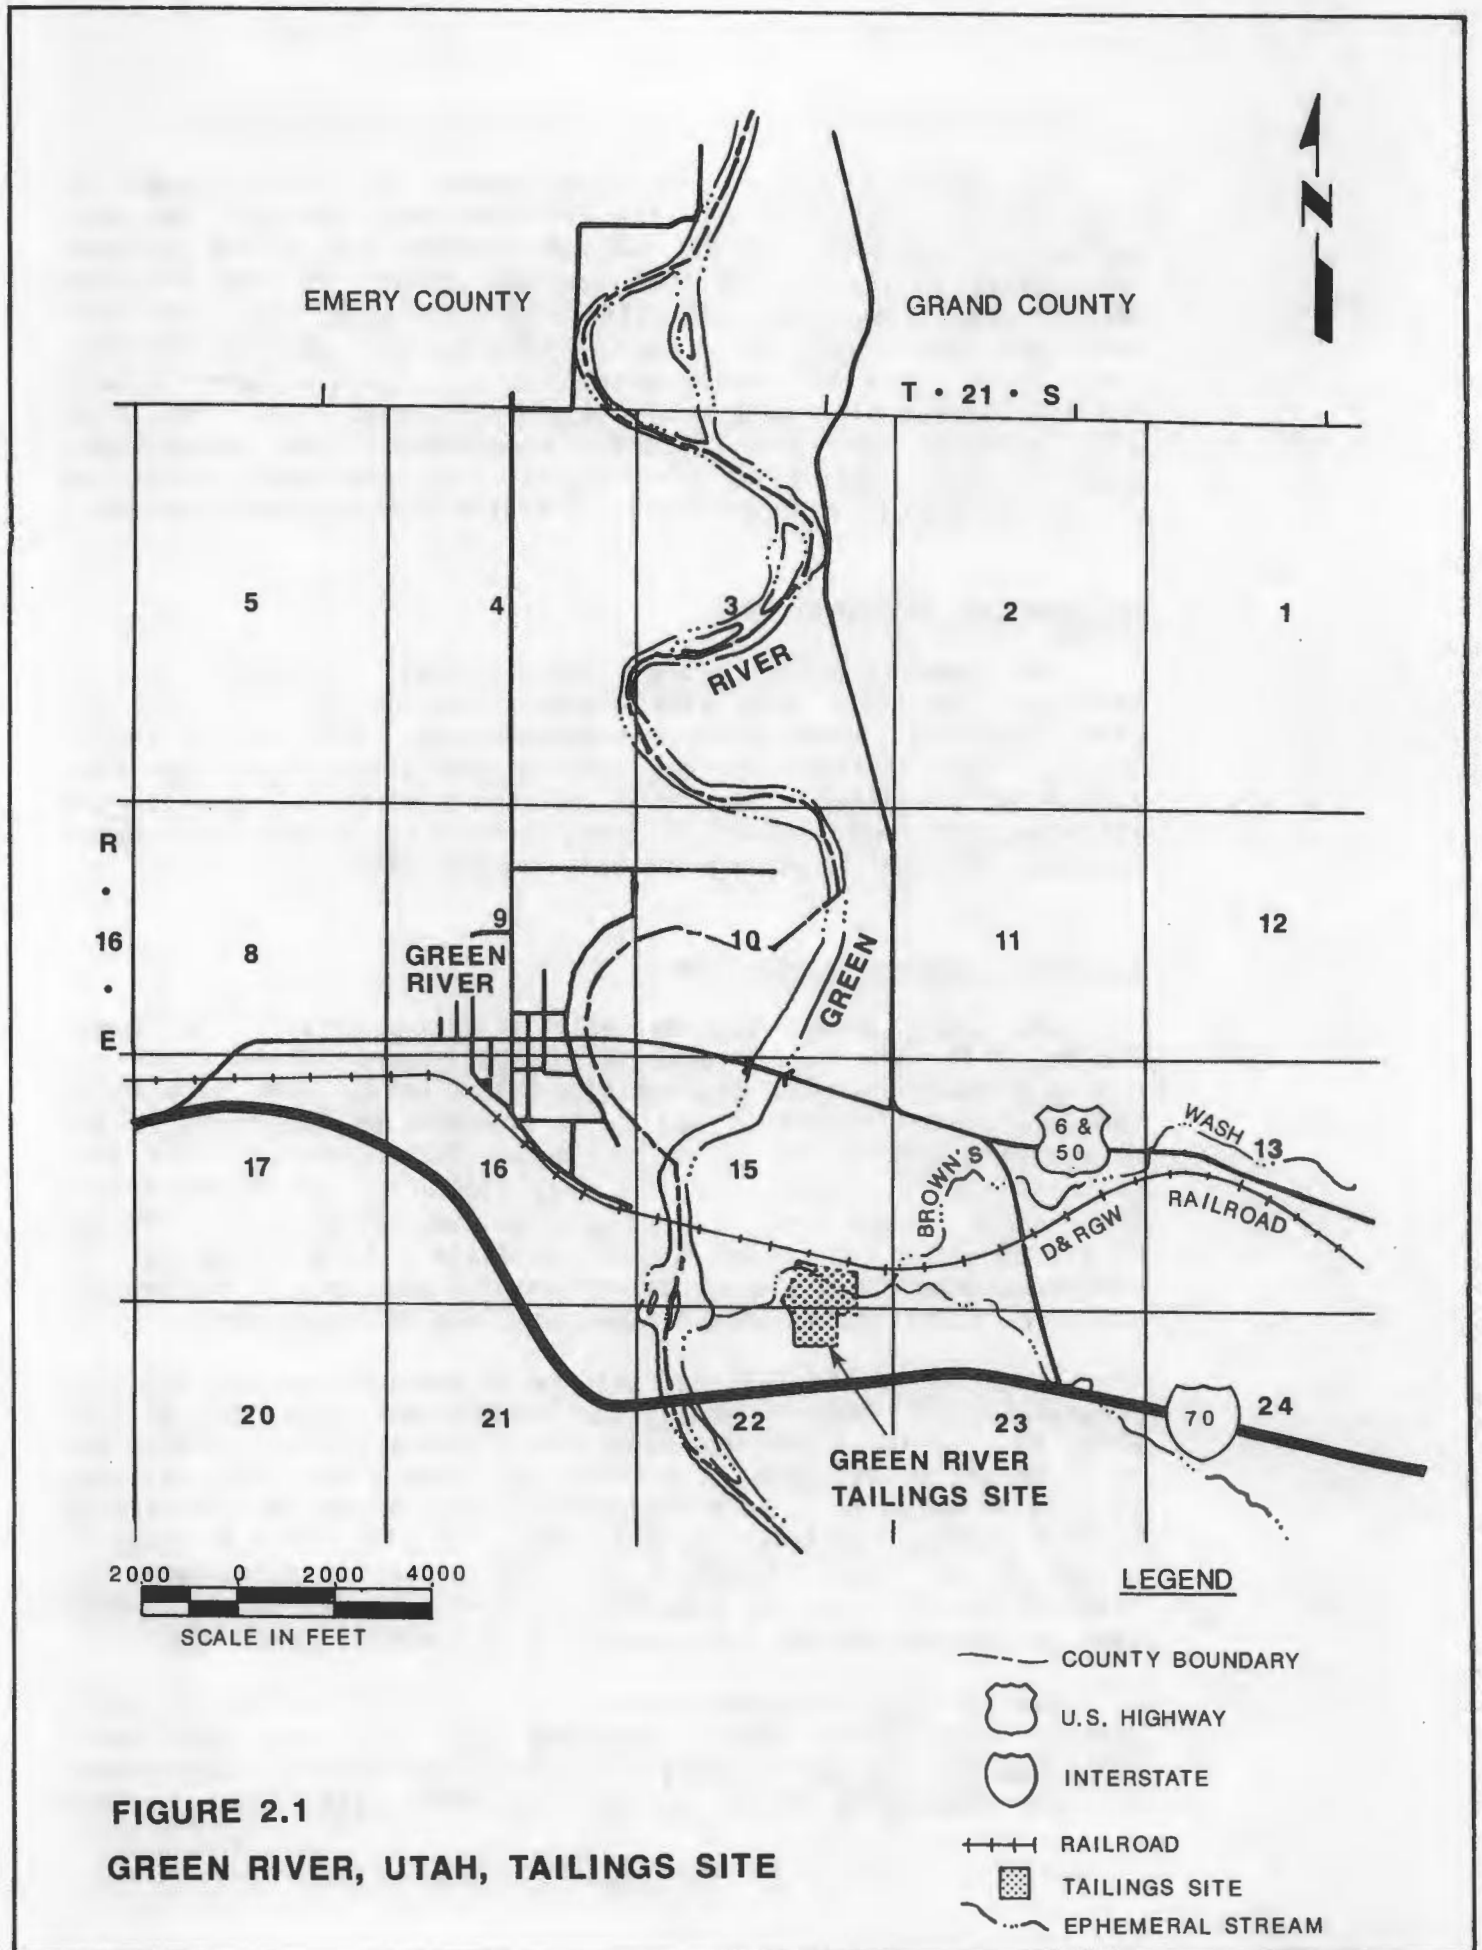 EMERY COUNTY
GRAND COUNTY
T • 21 • S
5
4
3
2
1
RIVER
R
•
16
•
E
8
9
GREEN
RIVER
10
GREEN
11
12
17
16
15
BROWN'S
6 &
50
WASH
13
D & RGW
RAILROAD
20
21
22
23
70
24
GREEN RIVER
TAILINGS SITE
N
2000 0 2000 4000
SCALE IN FEET
LEGEND
COUNTY BOUNDARY
U.S. HIGHWAY
INTERSTATE
RAILROAD
TAILINGS SITE
EPHEMERAL STREAM
FIGURE 2.1
GREEN RIVER, UTAH, TAILINGS SITE